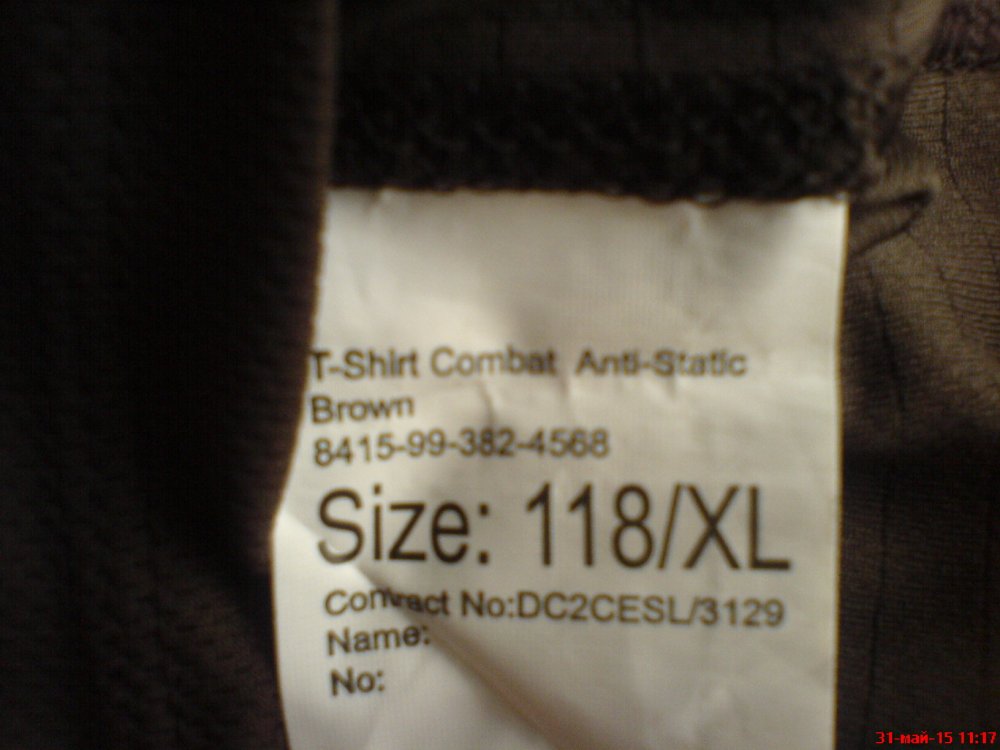 T-Shirt Combat Anti-Static
Brown
8415-99-382-4568
Size: 118/XL
Contract No:DC2CESL/3129
Name:
No:
31-май-15 11:17